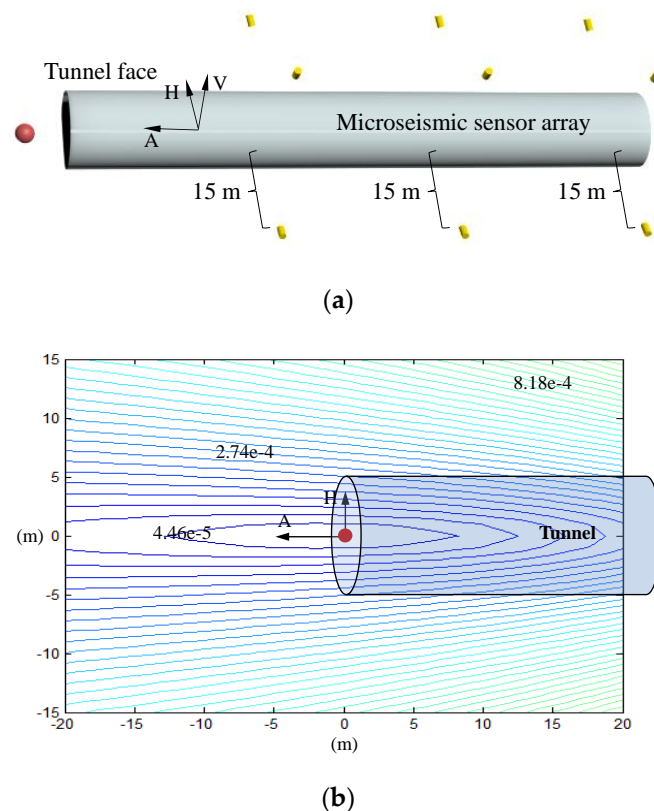 Tunnel face
H
V
A
Microseismic sensor array
15 m
15 m
15 m
(a)
15
10
5
0
-5
-10
-15
(m)
8.18e-4
2.74e-4
4.46e-5
H
A
Tunnel
-20
-15
-10
-5
0
5
10
15
20
(m)
(b)